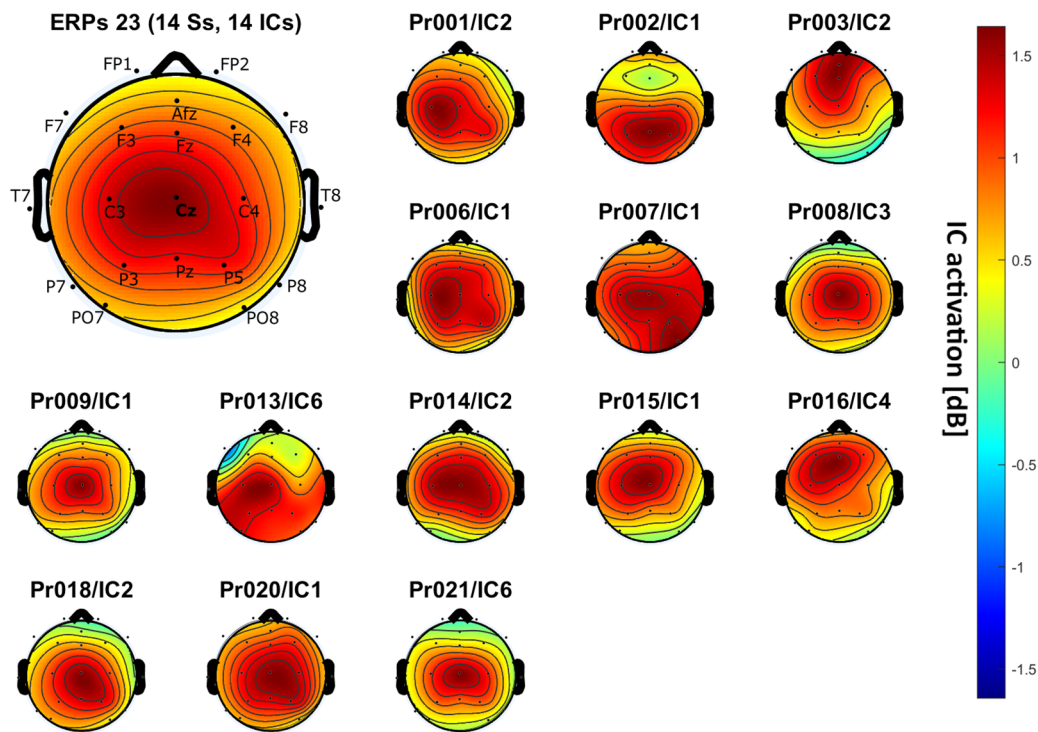 ERPs 23 (14 Ss, 14 ICs)
Pr001/IC2
Pr002/IC1
Pr003/IC2
FP1
FP2
Afz
F7
F8
F3
Fz
F4
T7
C3
Cz
C4
T8
Pz
P3
P5
P7
P8
PO7
PO8
Pr006/IC1
Pr007/IC1
Pr008/IC3
Pr009/IC1
Pr013/IC6
Pr014/IC2
Pr015/IC1
Pr016/IC4
Pr018/IC2
Pr020/IC1
Pr021/IC6
1.5
1
0.5
0
-0.5
-1
-1.5
IC activation [dB]